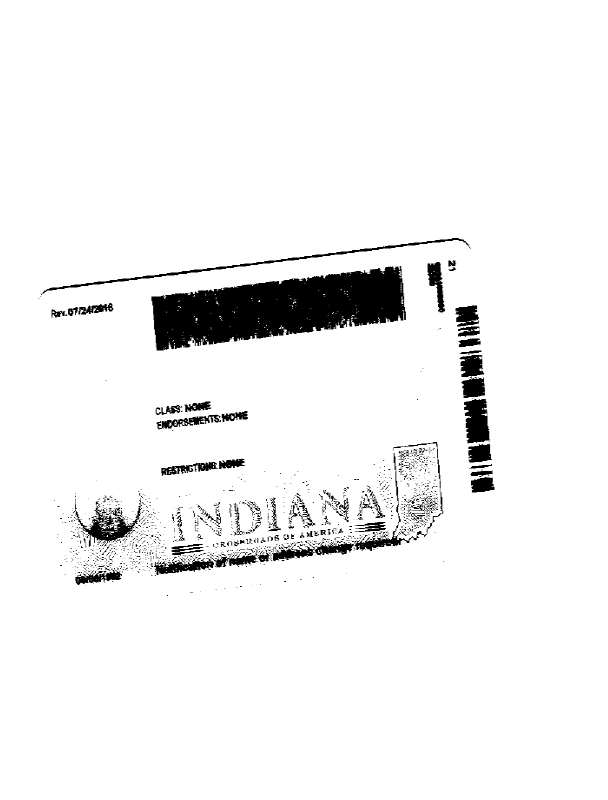 Rev. 07/24/2016
21
CLASS: NONE
ENDORSEMENTS: NONE
RESTRICTIONS: NONE
INDIANA
CROSSROADS OF AMERICA
Notification of name or address change required